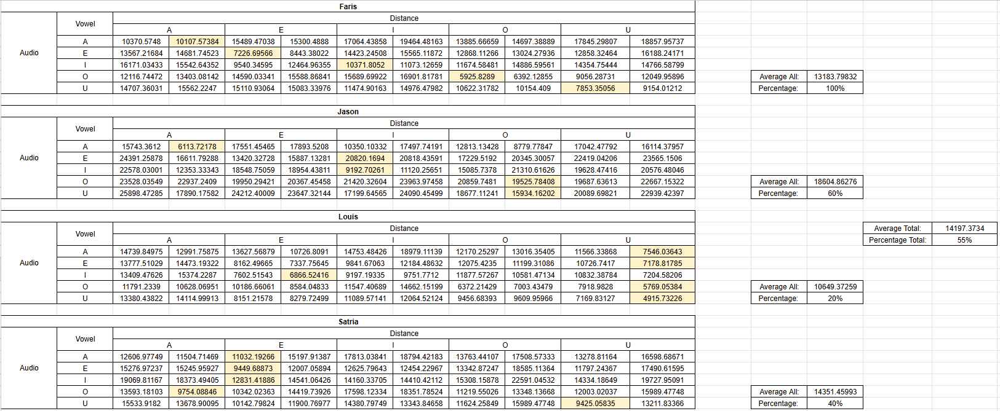 Faris
Distance
Vowel
A E I O U
A 10370.5748 10107.57384 15489.47038 15300.4888 17064.43858 19464.48163 13885.66659 14697.38889 17845.29807 18857.95737
Audio E 13567.21684 14681.74523 7226.69566 8443.38022 14423.24508 15565.11872 12868.11266 13024.27936 12858.32464 16188.24171
I 16171.03433 15542.64352 9540.34595 12464.96355 10371.8052 11073.12659 11674.58481 14886.59561 14354.75444 14766.58799
O 12116.74472 13403.08142 14590.03341 15588.86841 15689.69922 16901.81781 5925.8289 6392.12855 9056.28731 12049.95896 Average All: 13183.79832
U 14707.36031 15562.2247 15110.93064 15083.33976 11474.90163 14976.47982 10622.31782 10154.409 7853.35056 9154.01212 Percentage: 100%
Jason
Distance
Vowel
A E I O U
A 15743.3612 6113.72178 17551.45465 17893.5208 10350.10332 17497.74191 12813.13428 8779.77847 17042.47792 16114.37957
Audio E 24391.25878 16611.79288 13420.32728 15887.13281 20820.1694 20818.43591 17229.5192 20345.30057 22419.04206 23565.1506
I 22578.03001 12353.33343 18548.75059 18954.43811 9192.70261 11120.25651 15085.7378 21310.61626 19628.47416 20576.48046
O 23528.03549 22937.2409 19950.29421 20367.45458 21420.32604 23963.97458 20859.7481 19525.78408 19687.63613 22667.15322 Average All: 18604.86276
U 25898.47285 17890.17582 24212.40009 23647.32144 17199.64565 24090.45499 18677.11241 15934.16202 20089.69821 22939.42397 Percentage: 60%
Louis
Distance Average Total: 14197.3734
Vowel
A E I O U Percentage Total: 55%
A 14739.84975 12991.75875 13627.56879 10726.8091 14753.48426 18979.11139 12170.25297 13016.35405 11566.33868 7546.03643
Audio E 13777.51029 14473.19322 8162.49665 7337.75645 9841.67063 12184.48632 12075.4235 11199.31086 10726.7417 7178.81785
I 13409.47626 15374.2287 7602.51543 6866.52416 9197.19335 9751.7712 11877.57267 10581.47134 10832.38784 7204.58206
O 11791.2339 10628.06951 10186.66061 8584.04833 11547.40689 14662.15199 6372.21429 7003.43479 7918.9828 5769.05384 Average All: 10649.37259
U 13380.43822 14114.99913 8151.21578 8279.72499 11089.57141 12064.52124 9456.68393 9609.95966 7169.83127 4915.73226 Percentage: 20%
Satria
Distance
Vowel
A E I O U
A 12606.97749 11504.71469 11032.19266 15197.91387 17813.03841 18794.42183 13763.44107 17508.57333 13278.81164 16598.68671
Audio E 15276.97237 15245.95927 9449.68873 12007.05894 12625.79643 12454.22967 13342.87247 18585.11364 11797.24367 17490.61595
I 19069.81167 18373.49405 12831.41886 14541.06426 14160.33705 14410.42112 15308.15878 22591.04532 14334.18649 19727.95091
O 13593.18103 9754.08846 10342.02363 14419.73926 17598.12334 18351.78524 11219.55026 13348.13668 12003.02037 15989.47748 Average All: 14351.45993
U 15533.9182 13678.90095 10142.79824 11900.76977 14380.79749 13343.84658 11624.25849 15989.47748 9425.05835 13211.83366 Percentage: 40%